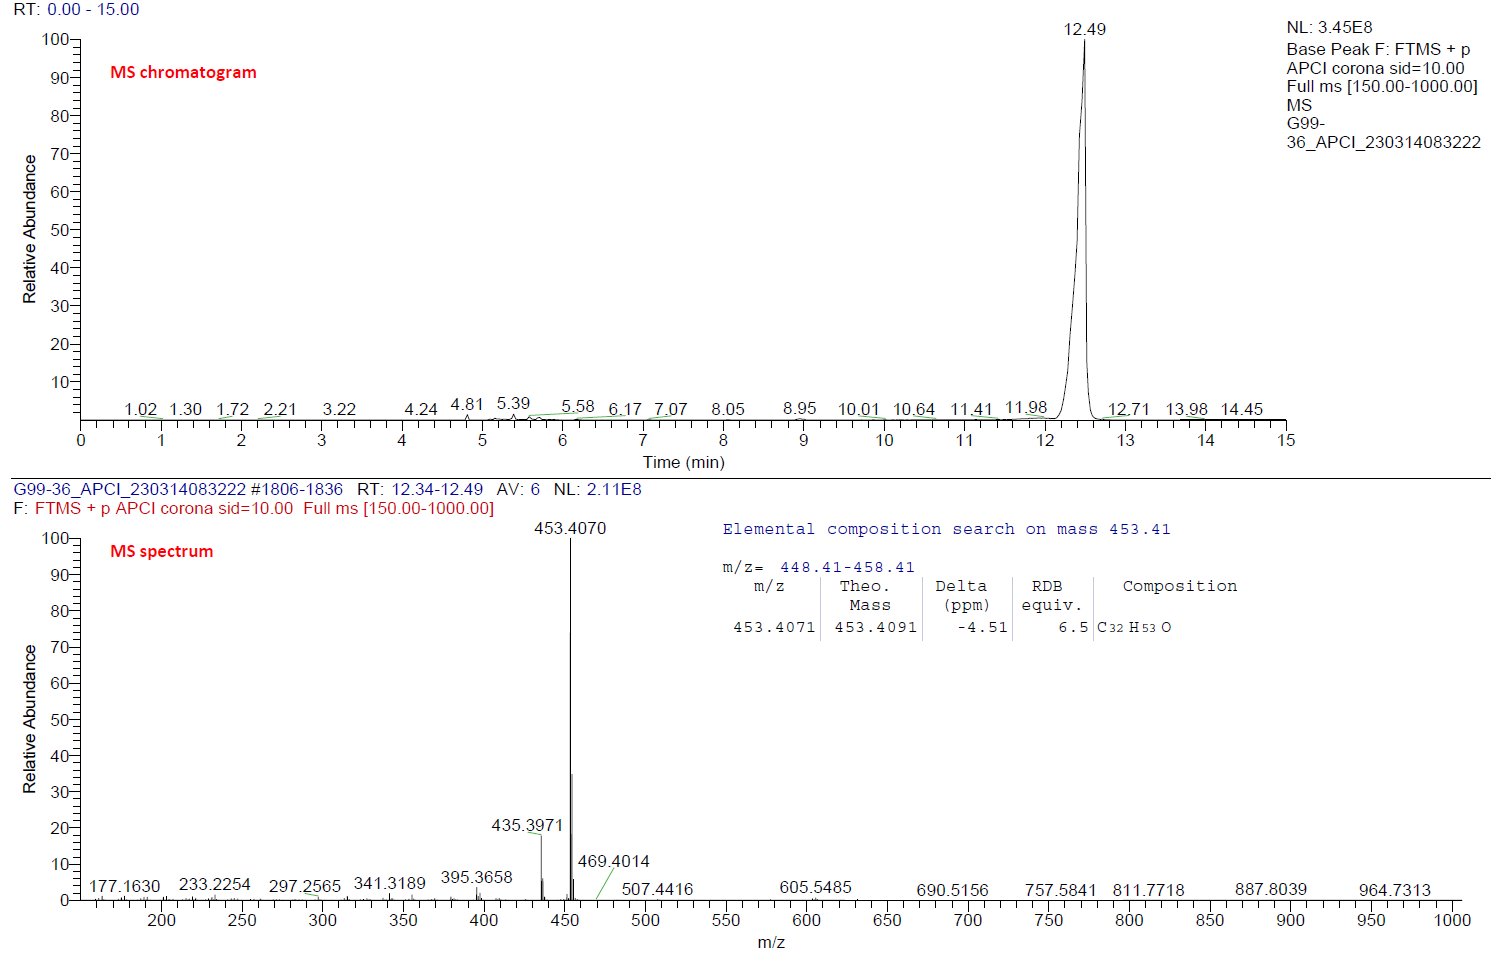 RT: 0.00 - 15.00
MS chromatogram
12.49
NL: 3.45E8
Base Peak F: FTMS + p
APCI corona sid=10.00
Full ms [150.00-1000.00]
MS
G99-
36_APCI_230314083222
Relative Abundance
100
90
80
70
60
50
40
30
20
10
1.02 1.30 1.72 2.21 3.22 4.24 4.81 5.39 5.58 6.17 7.07 8.05 8.95 10.01 10.64 11.41 11.98 12.71 13.98 14.45
0 1 2 3 4 5 6 7 8 9 10 11 12 13 14 15
Time (min)
G99-36_APCI_230314083222 #1806-1836 RT: 12.34-12.49 AV: 6 NL: 2.11E8
F: FTMS + p APCI corona sid=10.00 Full ms [150.00-1000.00]
MS spectrum
453.4070
Elemental composition search on mass 453.41
m/z= 448.41-458.41
m/z Theo. Delta RDB Composition
Mass (ppm) equiv.
453.4071 453.4091 -4.51 6.5 C32 H53 O
Relative Abundance
100
90
80
70
60
50
40
30
20
10
0
435.3971
469.4014
177.1630 233.2254 297.2565 341.3189 395.3658 507.4416 605.5485 690.5156 757.5841 811.7718 887.8039 964.7313
200 250 300 350 400 450 500 550 600 650 700 750 800 850 900 950 1000
m/z